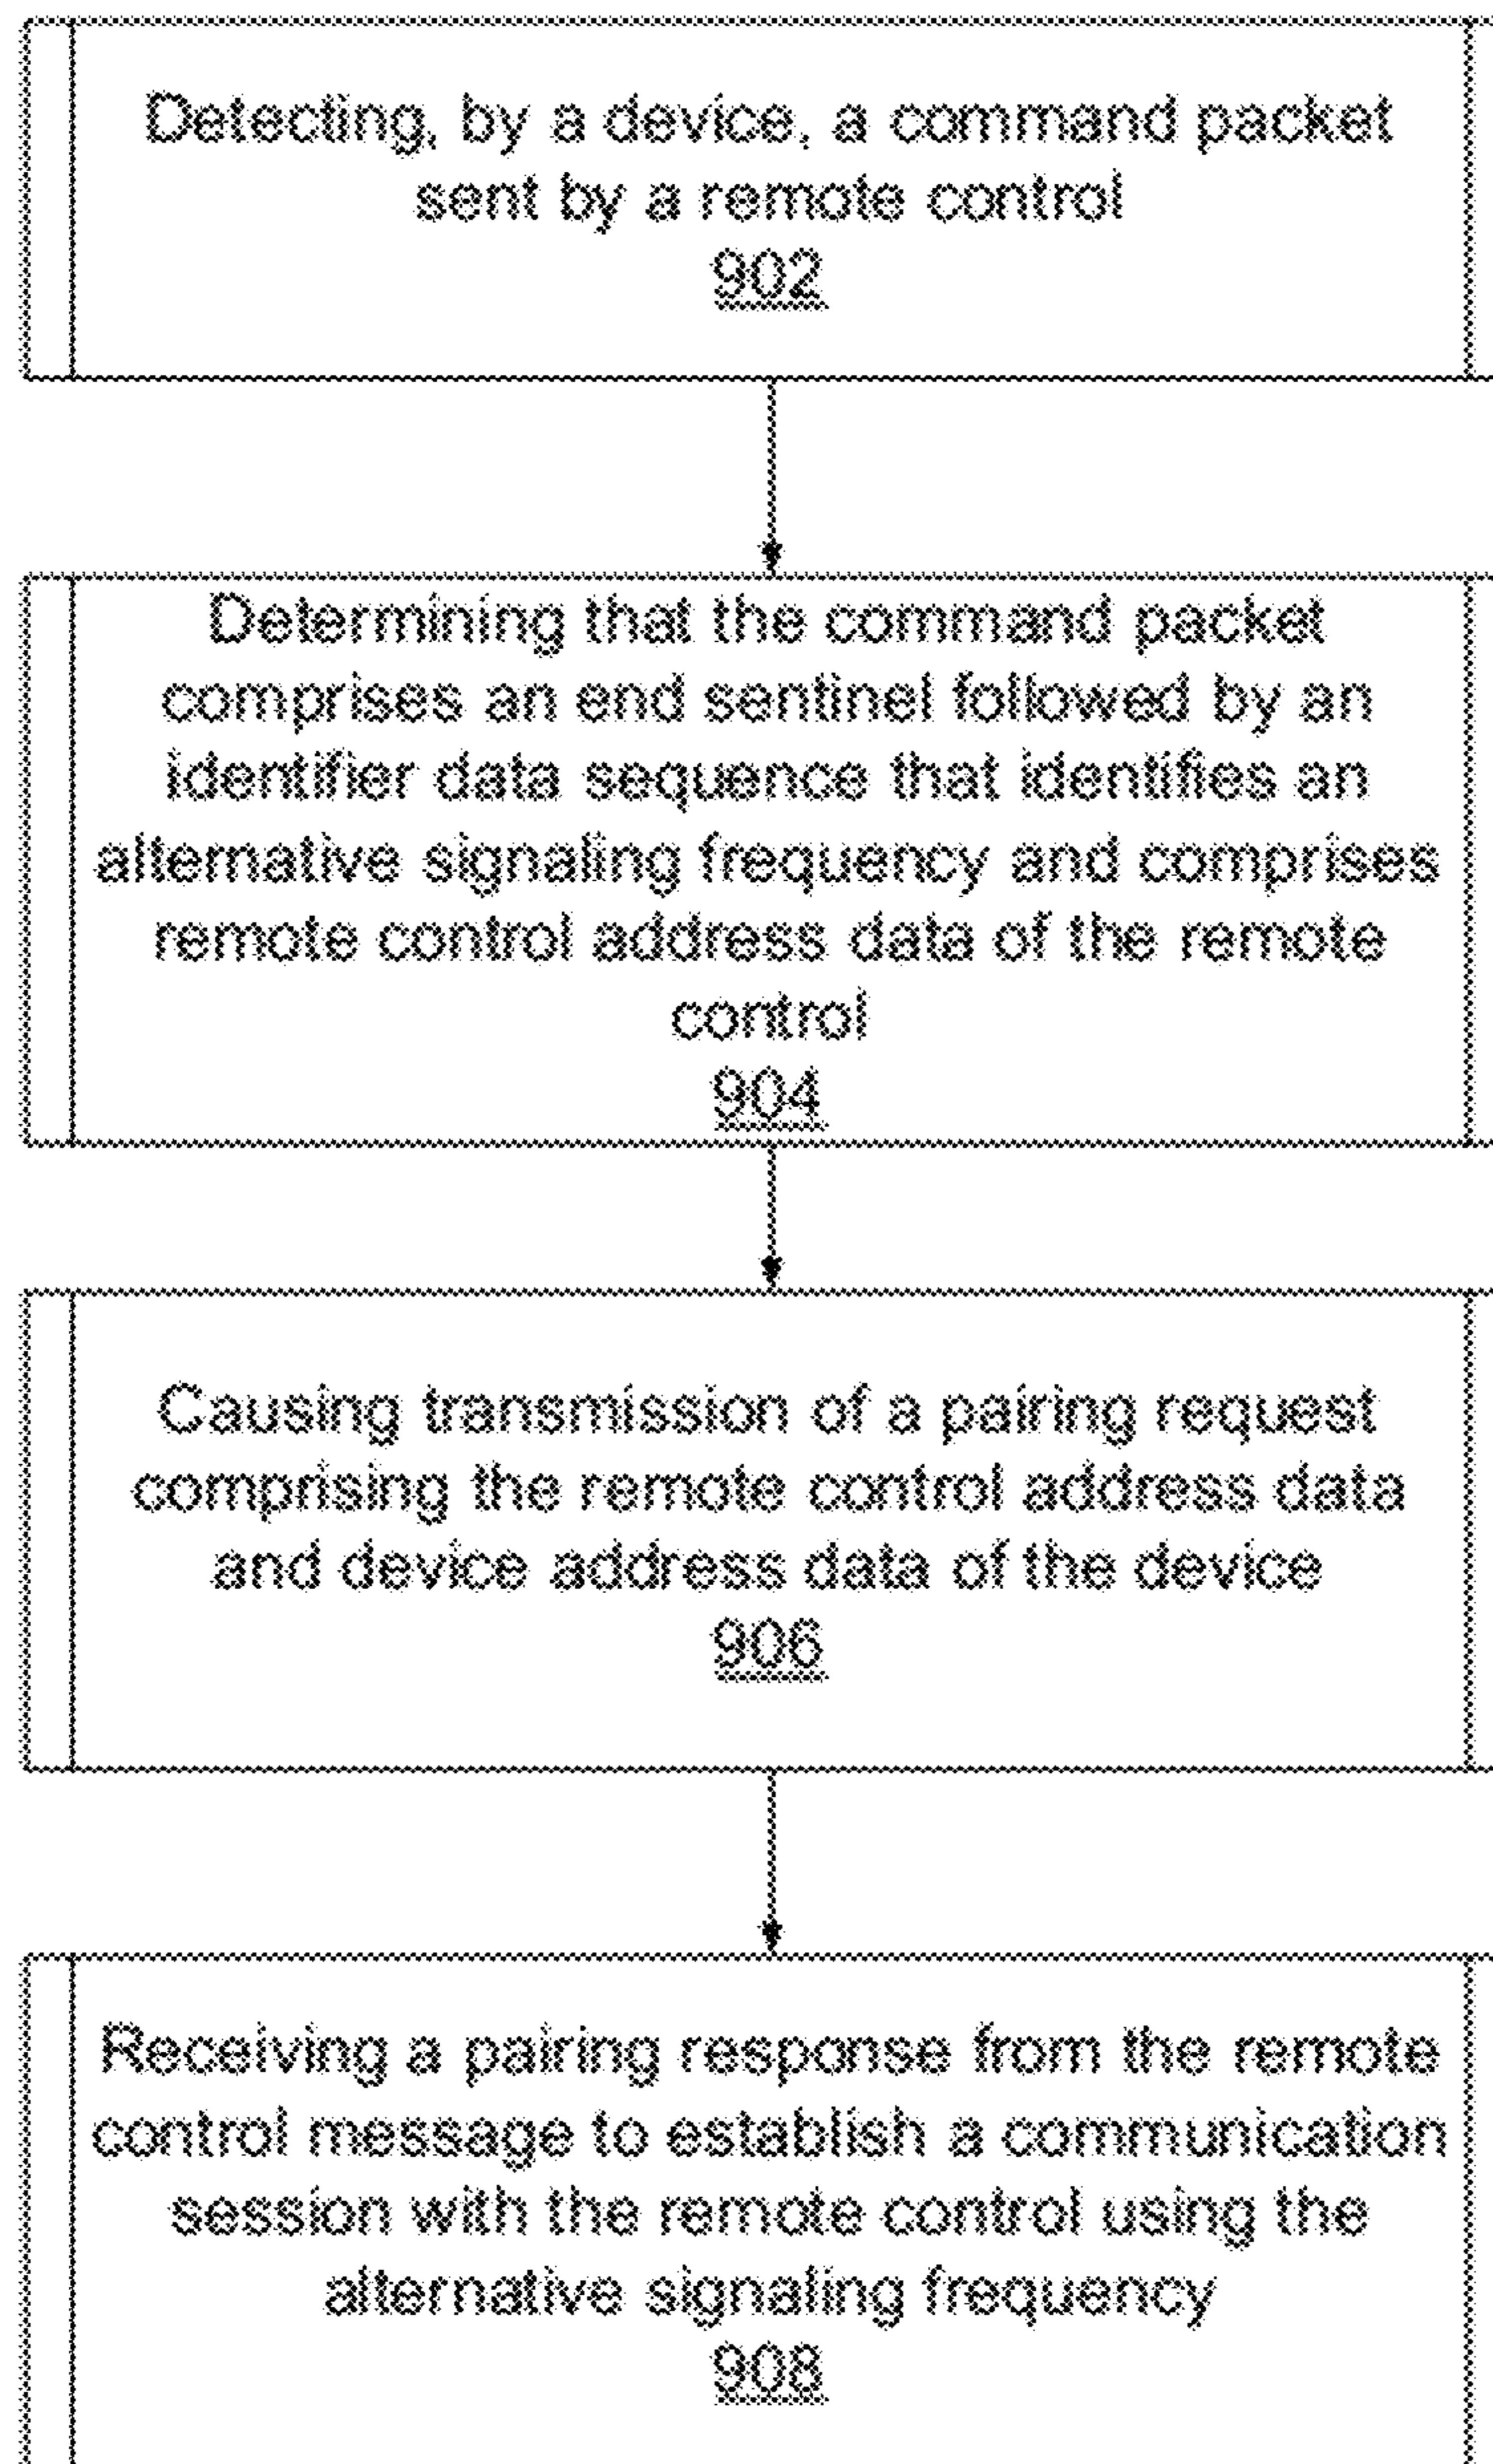 Detecting, by a device, a command packet
sent by a remote control
902
Determining that the command packet
comprises an end sentinel followed by an
identifier data sequence that identifies an
alternative signaling frequency and comprises
remote control address data of the remote
control
904
Causing transmission of a pairing request
comprising the remote control address data
and device address data of the device
906
Receiving a pairing response from the remote
control message to establish a communication
session with the remote control using the
alternative signaling frequency
908